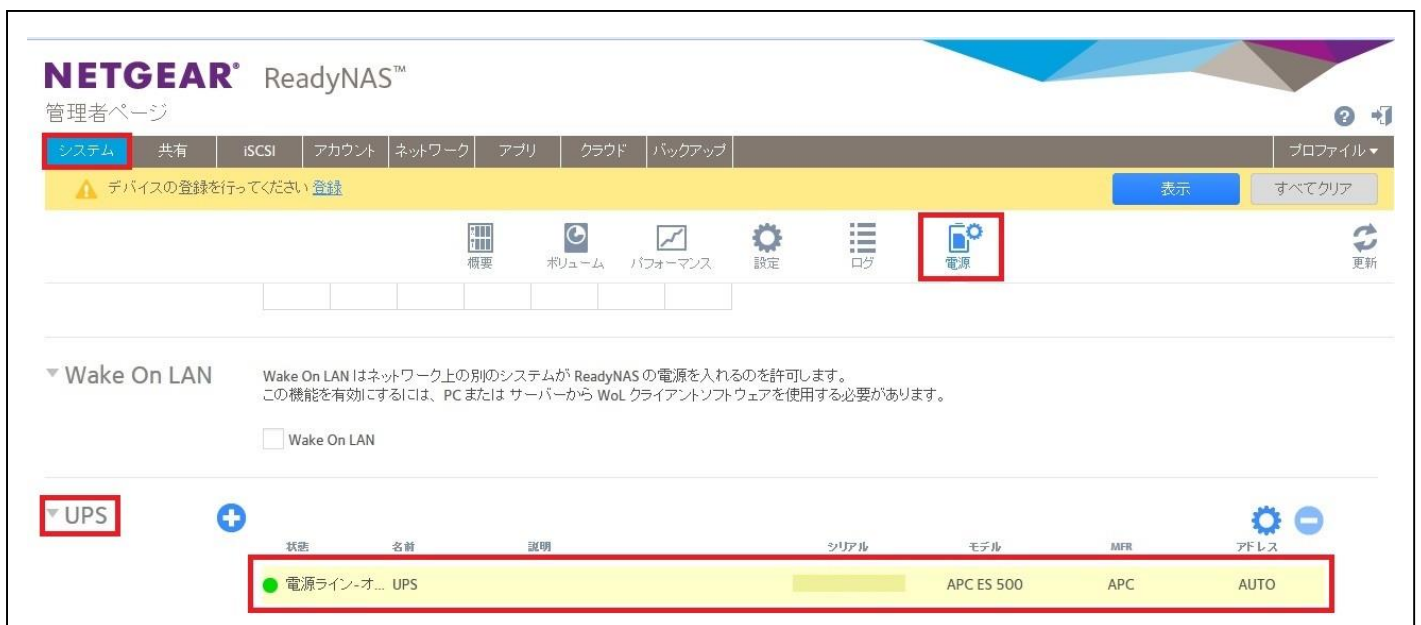 NETGEAR® ReadyNAS™
管理者ページ
システム 共有 iSCSI アカウント ネットワーク アプリ クラウド バックアップ プロファイル▼
デバイスの登録を行ってください 登録 表示 すべてクリア
概要 ボリューム パフォーマンス 設定 ログ 電源 更新
Wake On LAN
Wake On LAN はネットワーク上の別のシステムが ReadyNAS の電源を入れるのを許可します。
この機能を有効にするには、PC または サーバーから WoL クライアントソフトウェアを使用する必要があります。
Wake On LAN
UPS
状態 名前 説明 シリアル モデル MFR アドレス
電源ライン-オ... UPS APC ES 500 APC AUTO